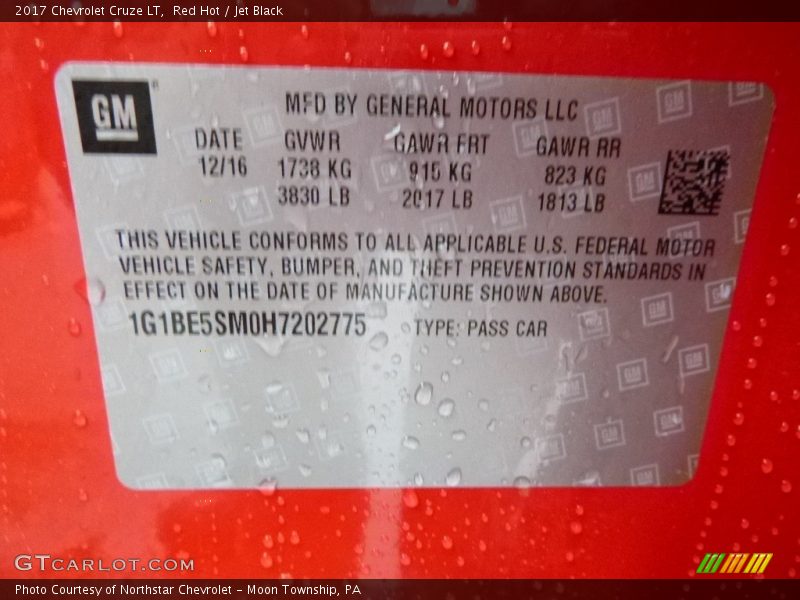 2017 Chevrolet Cruze LT, Red Hot / Jet Black
GM
MFD BY GENERAL MOTORS LLC
DATE GVWR GAWR FRT GAWR RR
12/16 1738 KG 915 KG 823 KG
3830 LB 2017 LB 1813 LB
THIS VEHICLE CONFORMS TO ALL APPLICABLE U.S. FEDERAL MOTOR
VEHICLE SAFETY, BUMPER, AND THEFT PREVENTION STANDARDS IN
EFFECT ON THE DATE OF MANUFACTURE SHOWN ABOVE.
1G1BE5SM0H7202775 TYPE: PASS CAR
GTCARLOT.COM
Photo Courtesy of Northstar Chevrolet – Moon Township, PA